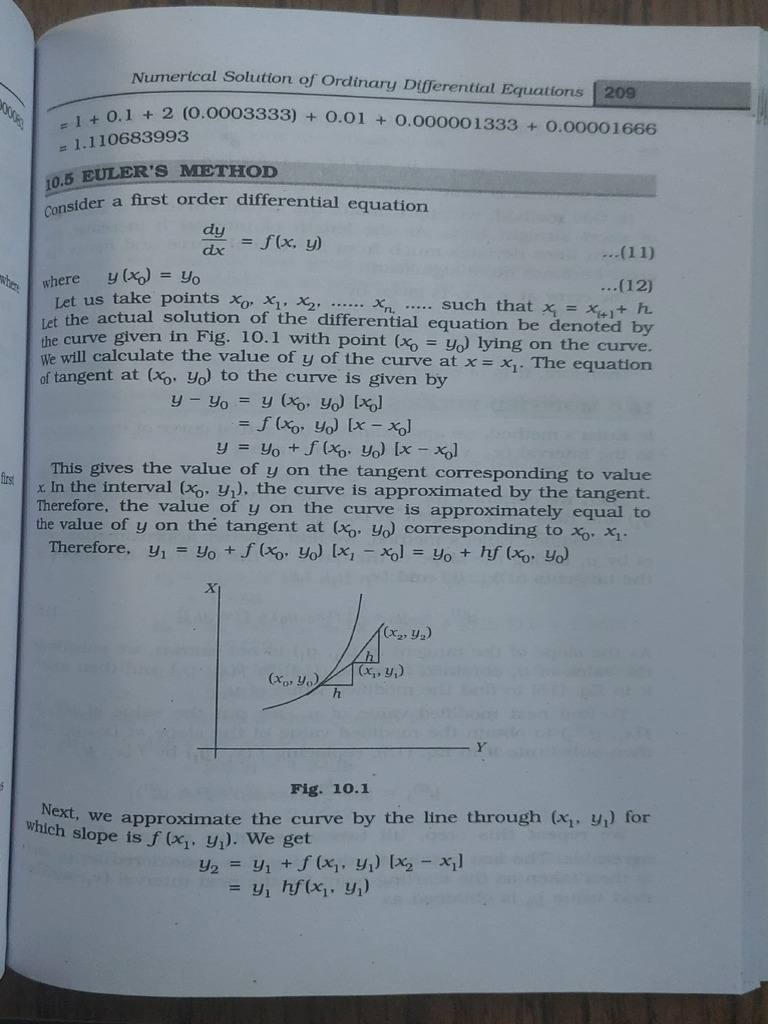 Numerical Solution of Ordinary Differential Equations 209
= 1 + 0.1 + 2 (0.0003333) + 0.01 + 0.000001333 + 0.00001666
= 1.110683993
10.5 EULER'S METHOD
Consider a first order differential equation
dy/dx = f(x, y) ...(11)
where y (x₀) = y₀ ...(12)
Let us take points x₀, x₁, x₂, ...... xₙ, ..... such that xᵢ = xᵢ₊₁ + h.
Let the actual solution of the differential equation be denoted by
the curve given in Fig. 10.1 with point (x₀ = y₀) lying on the curve.
We will calculate the value of y of the curve at x = x₁. The equation
of tangent at (x₀, y₀) to the curve is given by
y − y₀ = y (x₀, y₀) [x₀]
= f (x₀, y₀) [x − x₀]
y = y₀ + f (x₀, y₀) [x − x₀]
This gives the value of y on the tangent corresponding to value
x. In the interval (x₀, y₁), the curve is approximated by the tangent.
Therefore, the value of y on the curve is approximately equal to
the value of y on the tangent at (x₀, y₀) corresponding to x₀, x₁.
Therefore, y₁ = y₀ + f (x₀, y₀) [x₁ − x₀] = y₀ + hf (x₀, y₀)
X
(x₂, y₂)
h
(x₁, y₁)
(x₀, y₀)
h
Y
Fig. 10.1
Next, we approximate the curve by the line through (x₁, y₁) for
which slope is f (x₁, y₁). We get
y₂ = y₁ + f (x₁, y₁) [x₂ − x₁]
= y₁ hf(x₁, y₁)
where
first